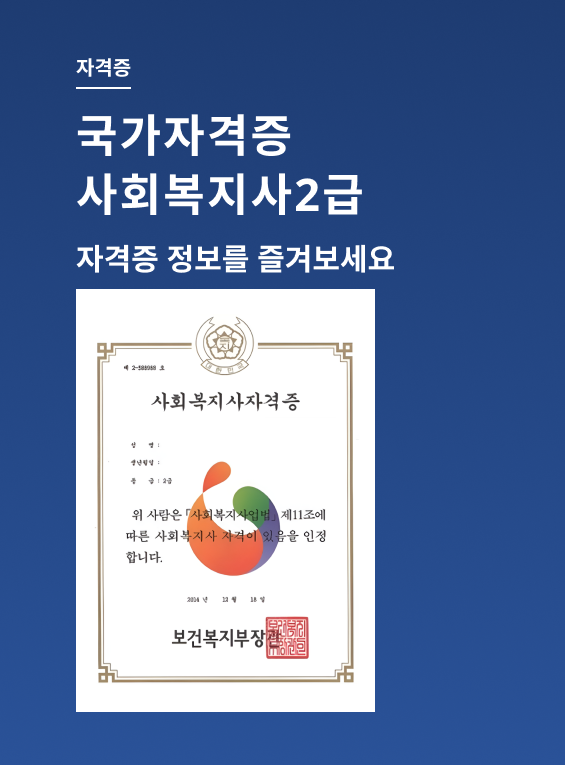 자격증
국가자격증
사회복지사2급
자격증 정보를 즐겨보세요
제 2-586968 호
사회복지사자격증
성 명 :
생년월일 :
등 급 : 2급
위 사람은 「사회복지사업법」 제11조에
따른 사회복지사 자격이 있음을 인정
합니다.
2014 년 12 월 18 일
보건복지부장관